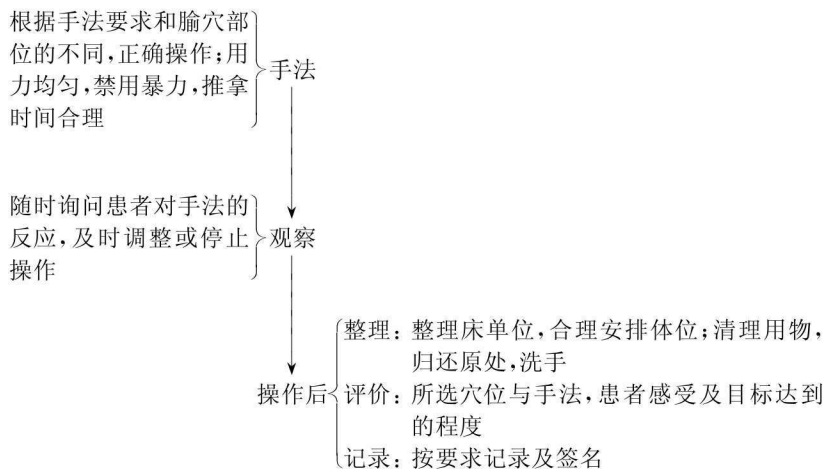 根据手法要求和腧穴部
位的不同,正确操作;用
力均匀,禁用暴力,推拿
时间合理
手法
随时询问患者对手法的
反应,及时调整或停止
操作
观察
操作后
整理: 整理床单位,合理安排体位;清理用物,
归还原处,洗手
评价: 所选穴位与手法,患者感受及目标达到
的程度
记录: 按要求记录及签名